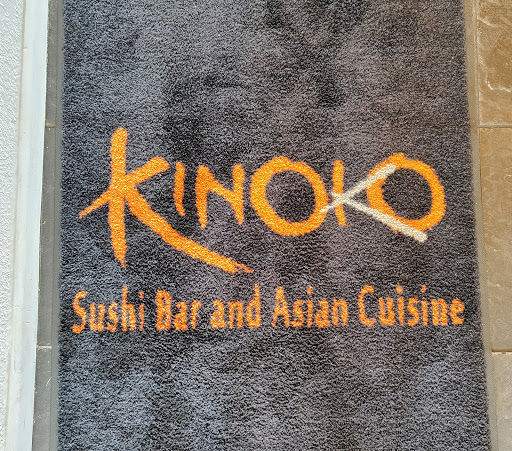 KINOKO
Sushi Bar and Asian Cuisine